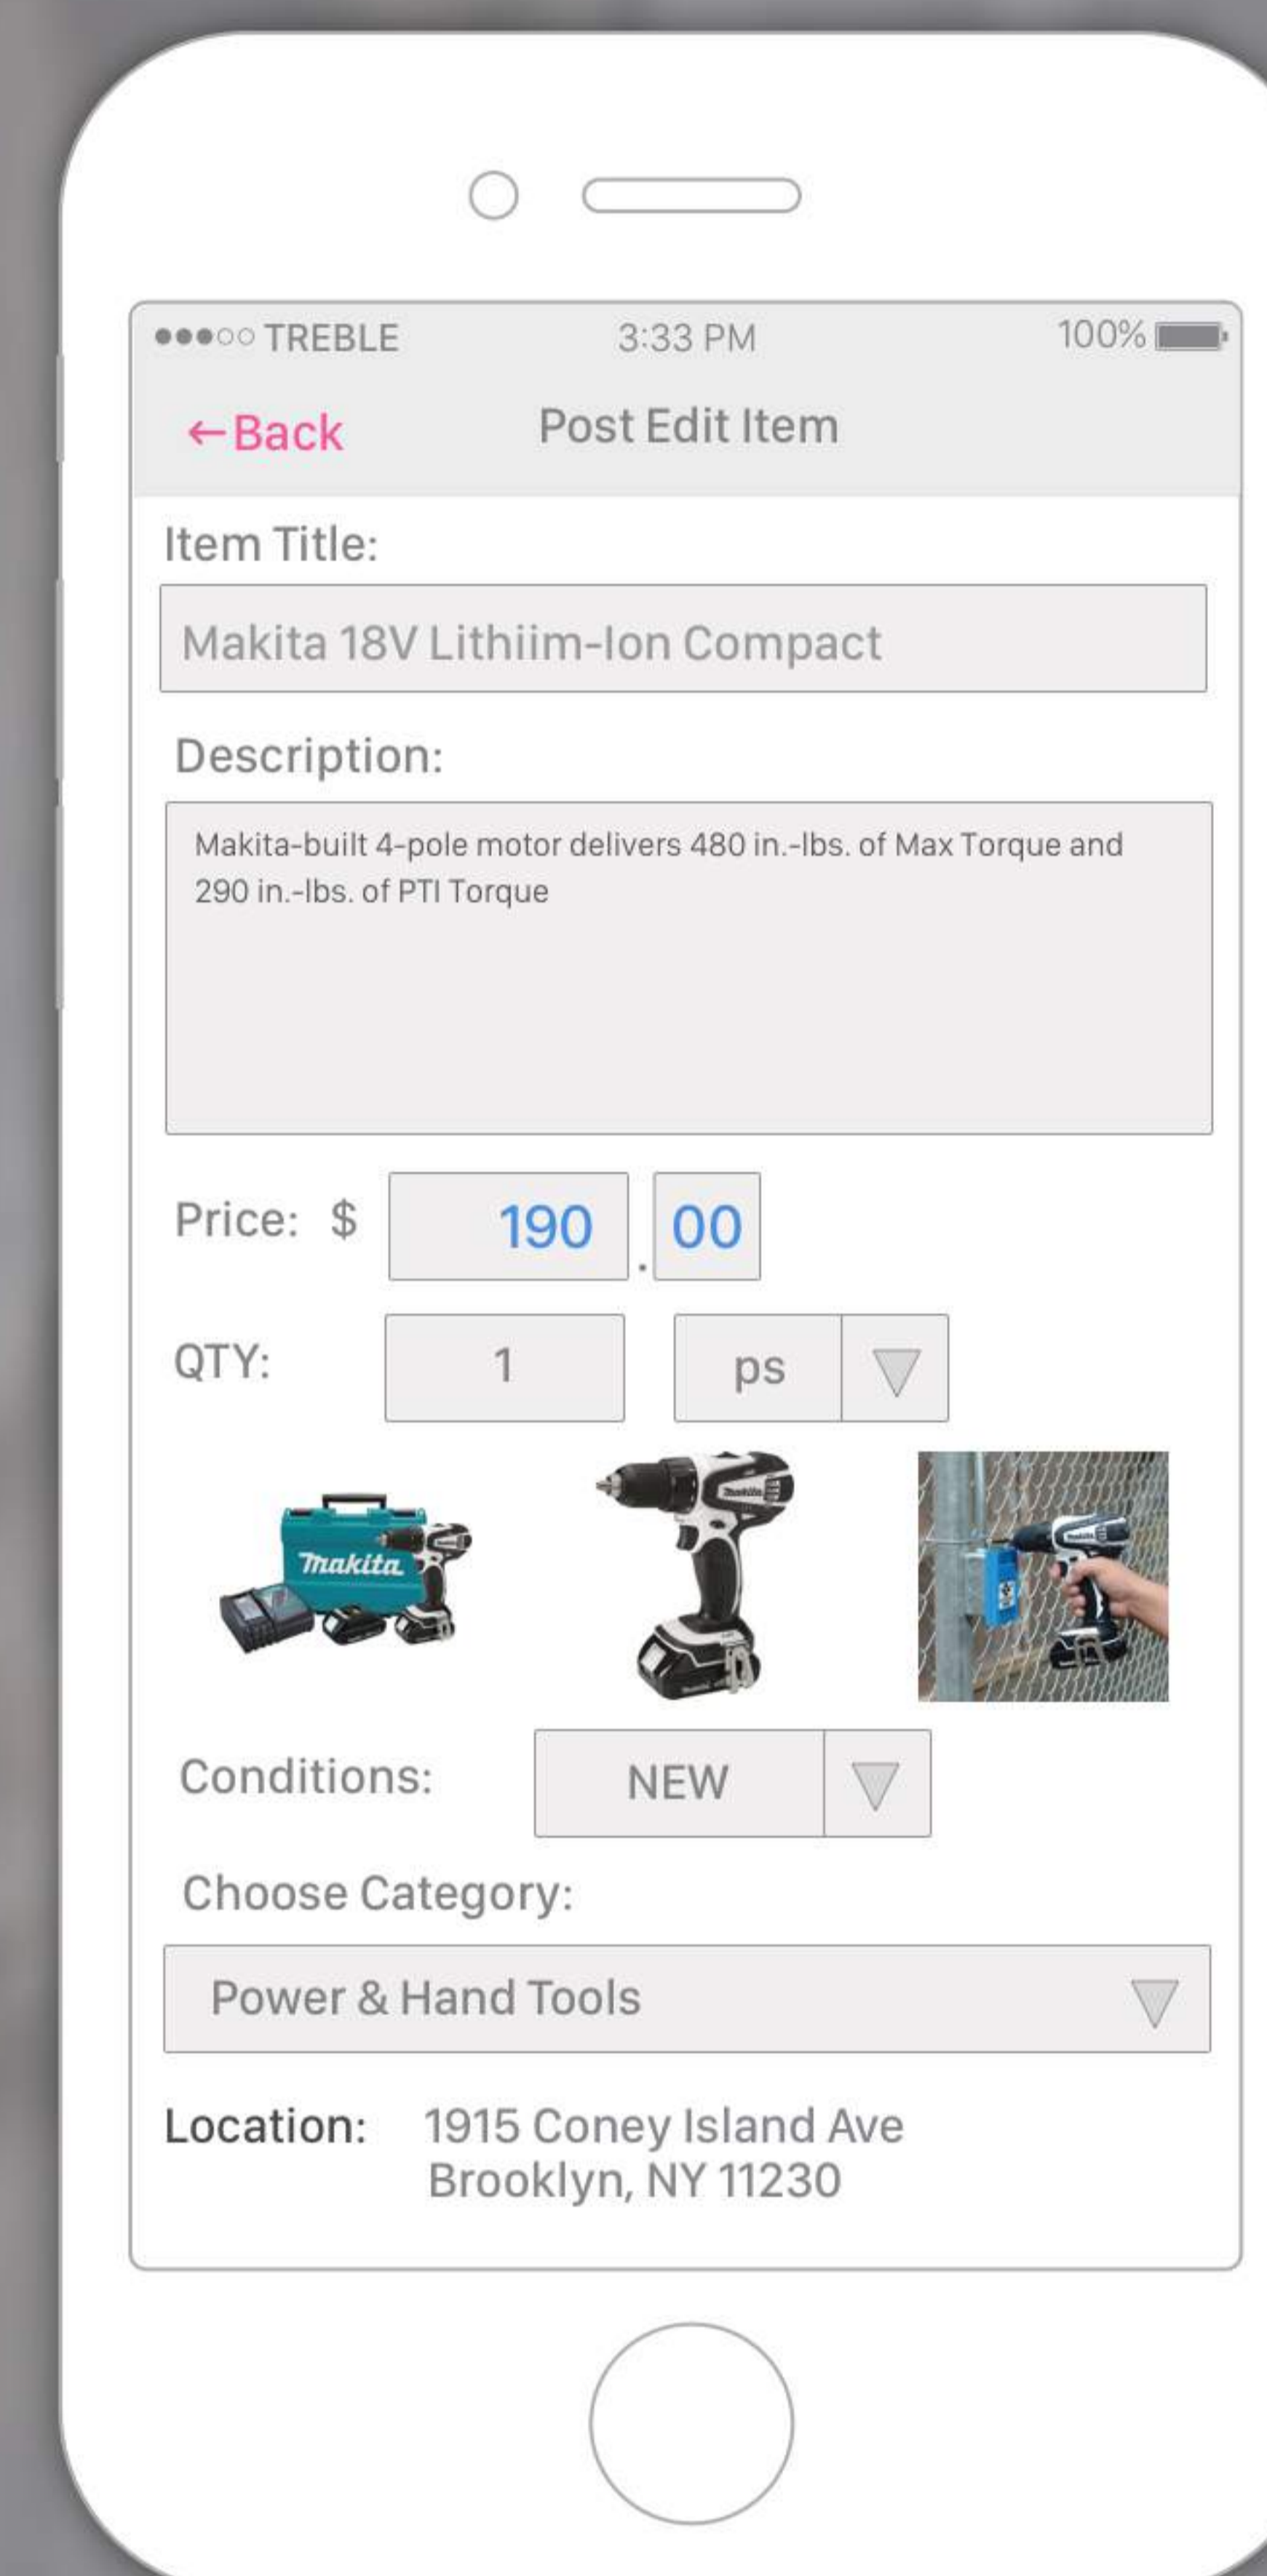 TREBLE 3:33 PM 100%
←Back Post Edit Item
Item Title:
Makita 18V Lithiim-Ion Compact
Description:
Makita-built 4-pole motor delivers 480 in.-lbs. of Max Torque and
290 in.-lbs. of PTI Torque
Price: $ 190 . 00
QTY: 1 ps
Makita
Makita
Conditions: NEW
Choose Category:
Power & Hand Tools
Location: 1915 Coney Island Ave
Brooklyn, NY 11230